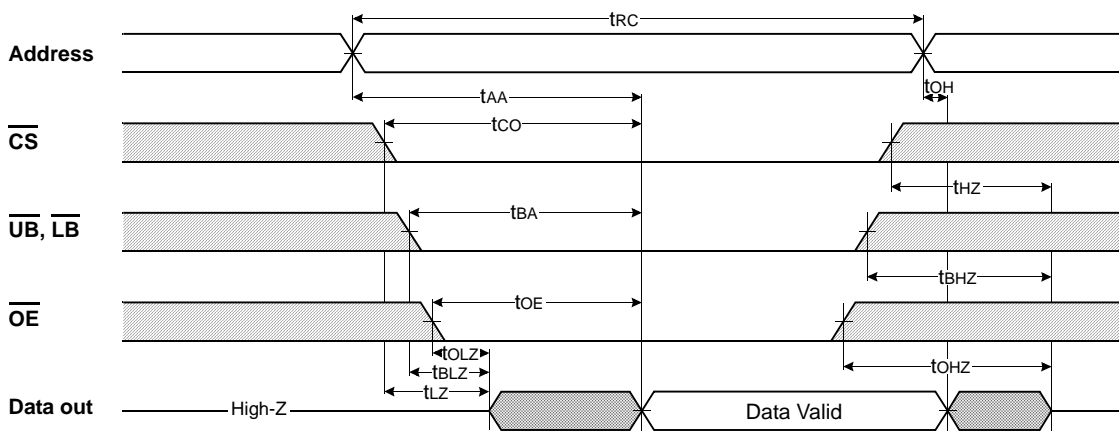 tRC
Address
tAA
tOH
CS
tCO
tHZ
UB, LB
tBA
tBHZ
OE
tOE
tOLZ
tOHZ
tBLZ
tLZ
Data out
High-Z
Data Valid